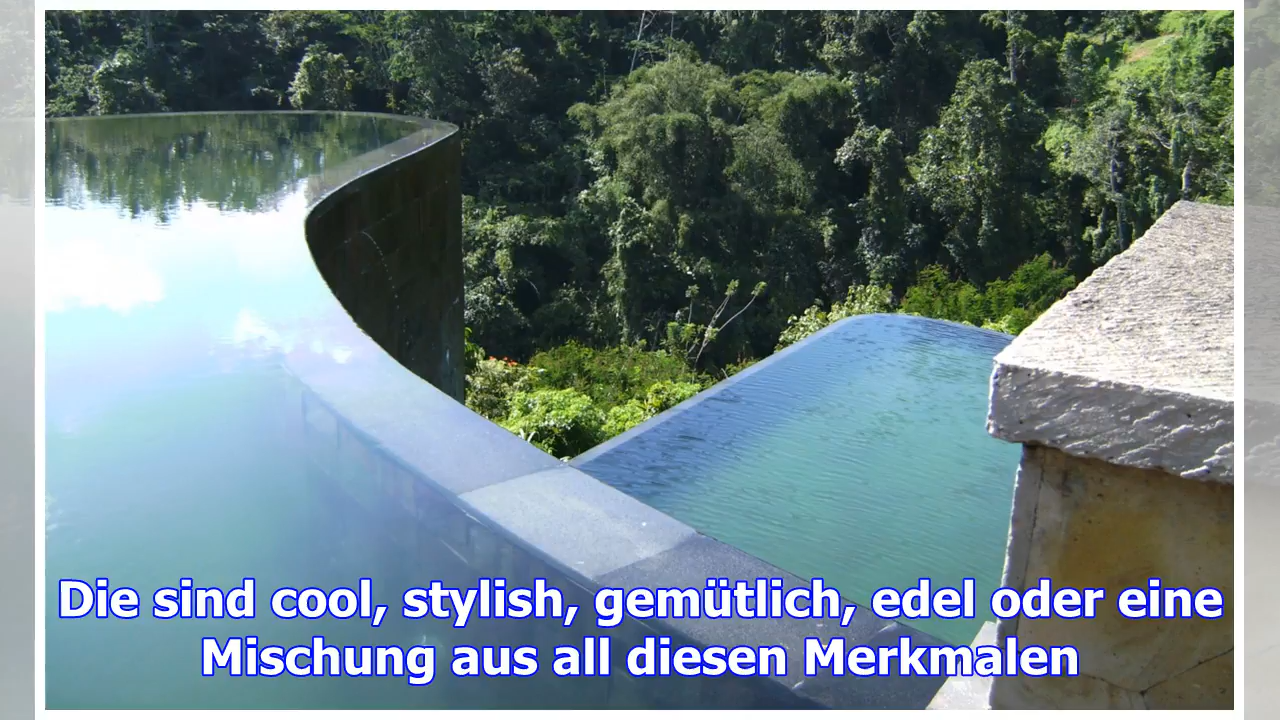 Die sind cool, stylish, gemütlich, edel oder eine
Mischung aus all diesen Merkmalen